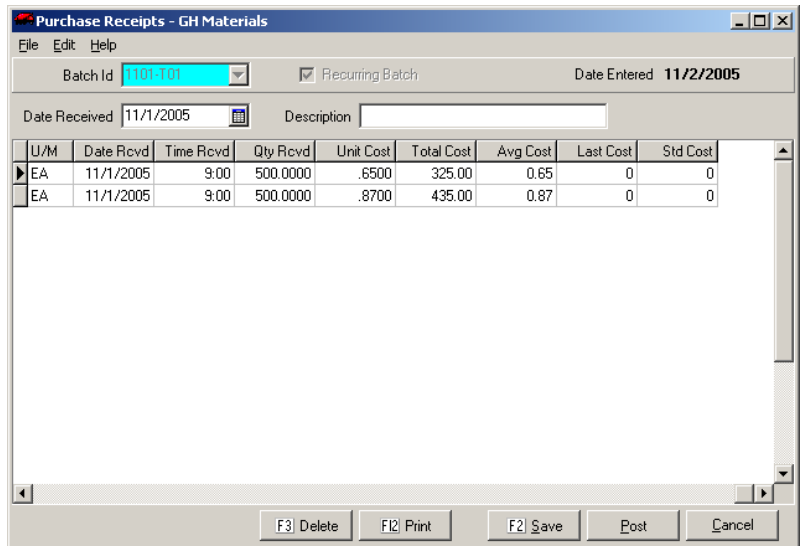 Purchase Receipts - GH Materials
File Edit Help
Batch Id 1101-T01 Recurring Batch Date Entered 11/2/2005
Date Received 11/1/2005 Description
U/M Date Rcvd Time Rcvd Qty Rcvd Unit Cost Total Cost Avg Cost Last Cost Std Cost
EA 11/1/2005 9:00 500.0000 .6500 325.00 0.65 0 0
EA 11/1/2005 9:00 500.0000 .8700 435.00 0.87 0 0
F3 Delete F12 Print F2 Save Post Cancel